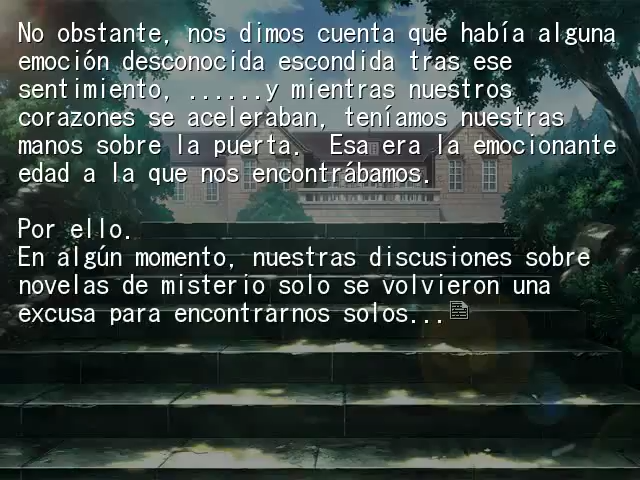 No obstante, nos dimos cuenta que había alguna
emoción desconocida escondida tras ese
sentimiento, ......y mientras nuestros
corazones se aceleraban, teníamos nuestras
manos sobre la puerta.  Esa era la emocionante
edad a la que nos encontrábamos.

Por ello.
En algún momento, nuestras discusiones sobre
novelas de misterio solo se volvieron una
excusa para encontrarnos solos...